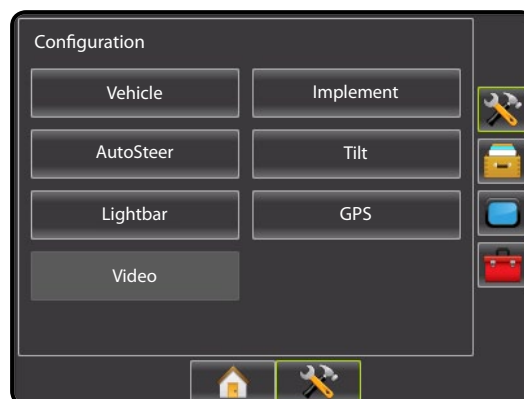 Configuration
Vehicle
Implement
AutoSteer
Tilt
Lightbar
GPS
Video